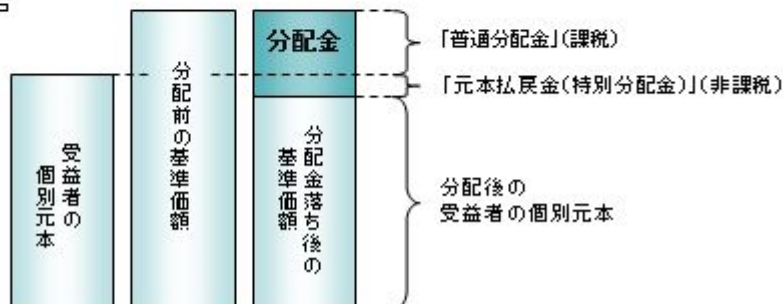 分配金
「普通分配金」(課税)
「元本払戻金(特別分配金)」(非課税)
受益者の
個別元本
分配前の基準価額
分配金落ち後の
基準価額
分配後の
受益者の個別元本